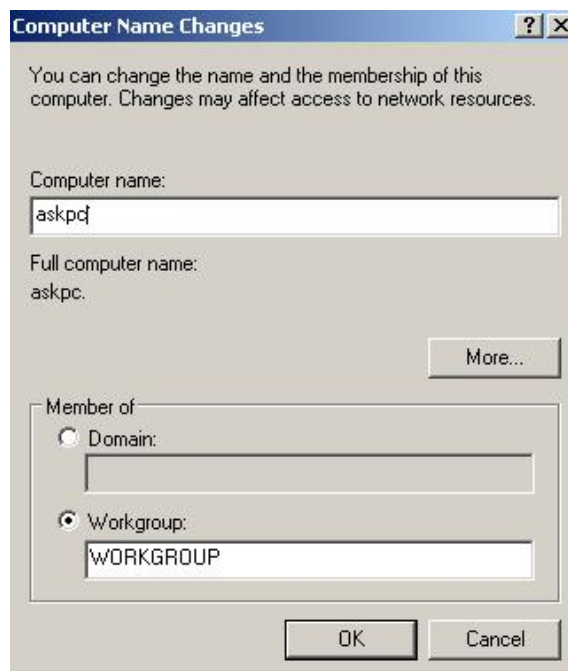 Computer Name Changes
You can change the name and the membership of this
computer. Changes may affect access to network resources.
Computer name:
askpc
Full computer name:
askpc.
More...
Member of
Domain:
Workgroup:
WORKGROUP
OK
Cancel